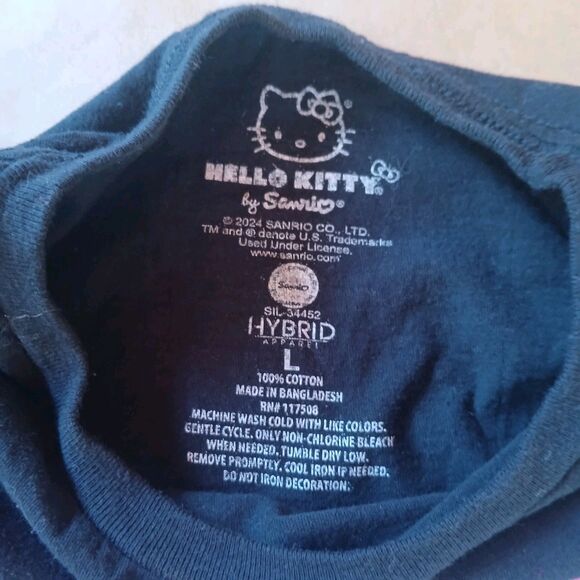 HELLO KITTY®
by Sanrio®
© 2024 SANRIO CO., LTD.
TM and ® denote U.S. Trademarks
Used Under License.
www.sanrio.com
Sanrio
SIL-34452
HYBRID
APPAREL
L
100% COTTON
MADE IN BANGLADESH
RN# 117508
MACHINE WASH COLD WITH LIKE COLORS.
GENTLE CYCLE. ONLY NON-CHLORINE BLEACH
WHEN NEEDED. TUMBLE DRY LOW.
REMOVE PROMPTLY. COOL IRON IF NEEDED.
DO NOT IRON DECORATION.